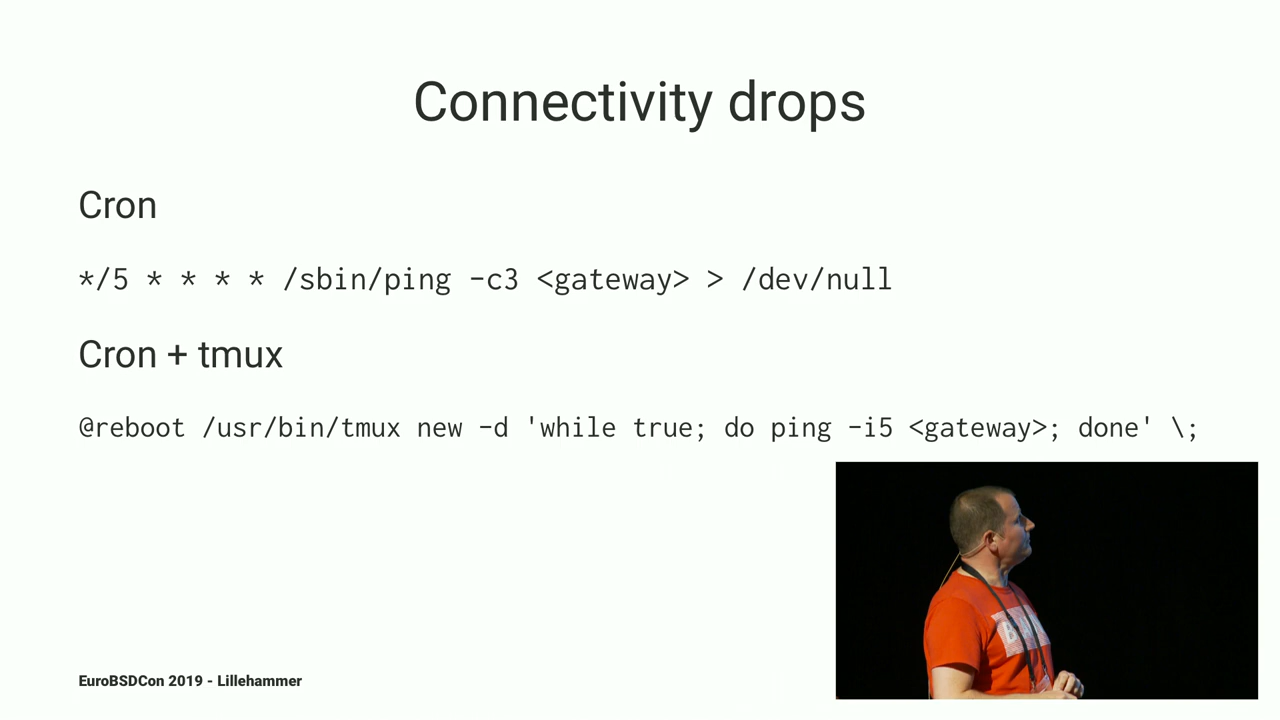 Connectivity drops
Cron
*/5 * * * * /sbin/ping -c3 <gateway> > /dev/null
Cron + tmux
@reboot /usr/bin/tmux new -d 'while true; do ping -i5 <gateway>; done' \;
EuroBSDCon 2019 - Lillehammer